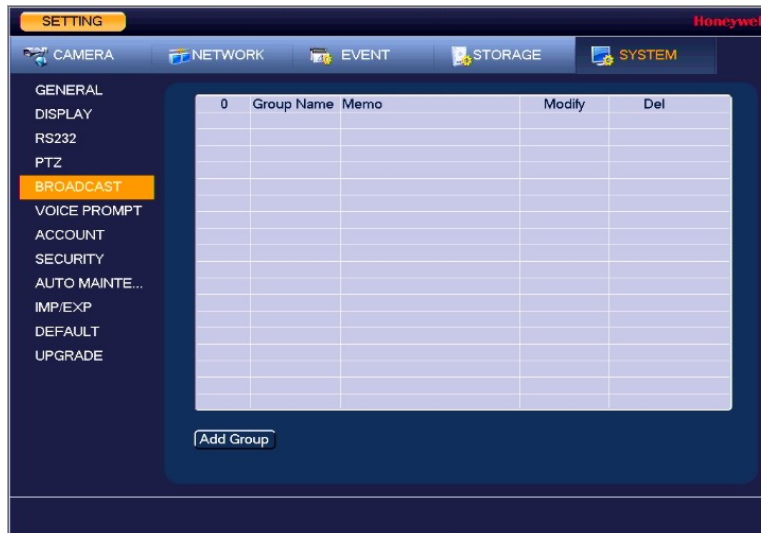 SETTING
CAMERA NETWORK EVENT STORAGE SYSTEM
GENERAL
DISPLAY
RS232
PTZ
BROADCAST
VOICE PROMPT
ACCOUNT
SECURITY
AUTO MAINTE...
IMP/EXP
DEFAULT
UPGRADE
0 Group Name Memo Modify Del
Add Group